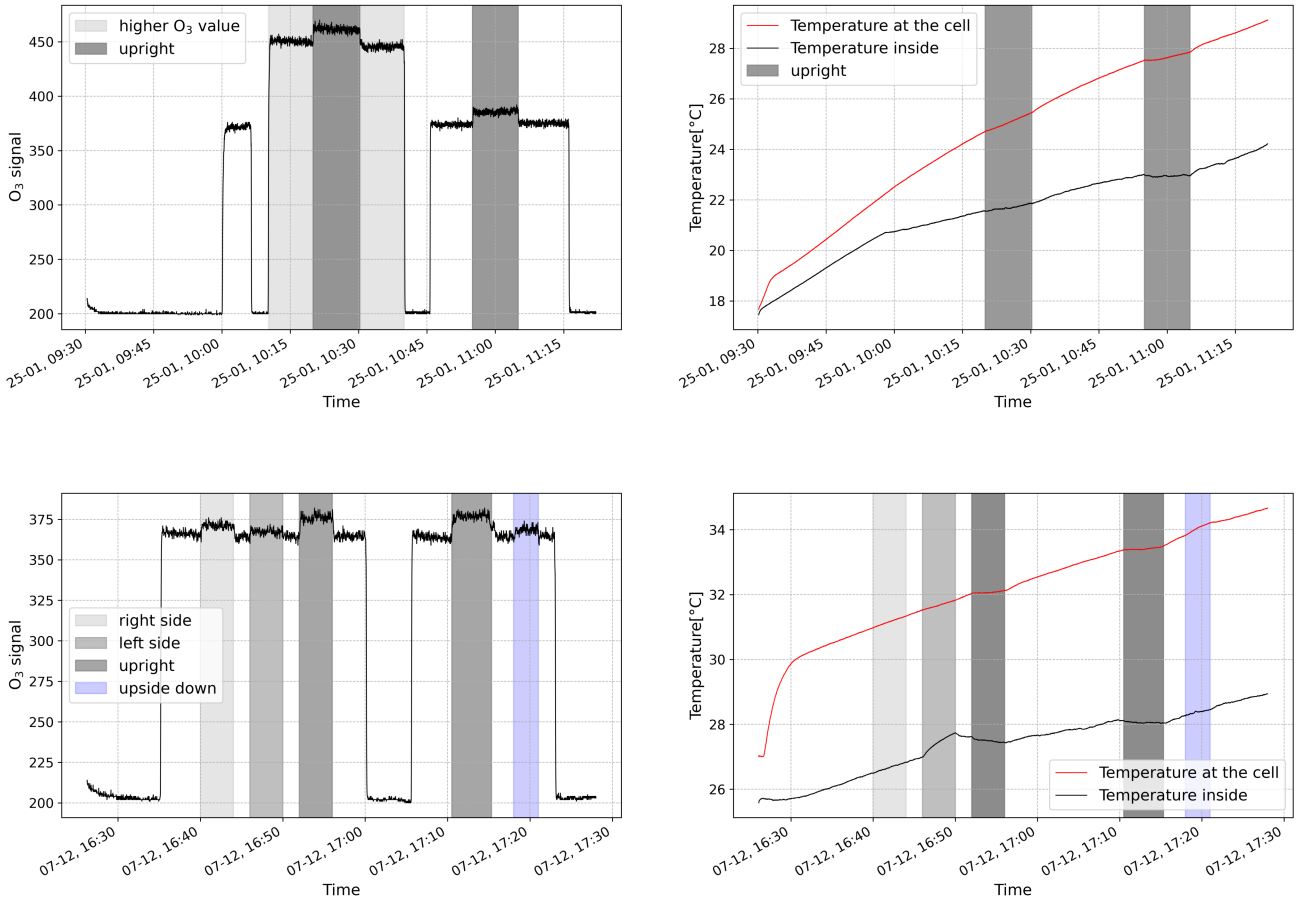 higher O₃ value
upright
450
400
350
300
250
200
O₃ signal
25-01, 09:30
25-01, 09:45
25-01, 10:00
25-01, 10:15
25-01, 10:30
25-01, 10:45
25-01, 11:00
25-01, 11:15
Time
Temperature at the cell
Temperature inside
upright
28
26
24
22
20
18
Temperature[°C]
25-01, 09:30
25-01, 09:45
25-01, 10:00
25-01, 10:15
25-01, 10:30
25-01, 10:45
25-01, 11:00
25-01, 11:15
Time
375
350
325
300
275
250
225
200
O₃ signal
right side
left side
upright
upside down
07-12, 16:30
07-12, 16:40
07-12, 16:50
07-12, 17:00
07-12, 17:10
07-12, 17:20
07-12, 17:30
Time
34
32
30
28
26
Temperature[°C]
Temperature at the cell
Temperature inside
07-12, 16:30
07-12, 16:40
07-12, 16:50
07-12, 17:00
07-12, 17:10
07-12, 17:20
07-12, 17:30
Time